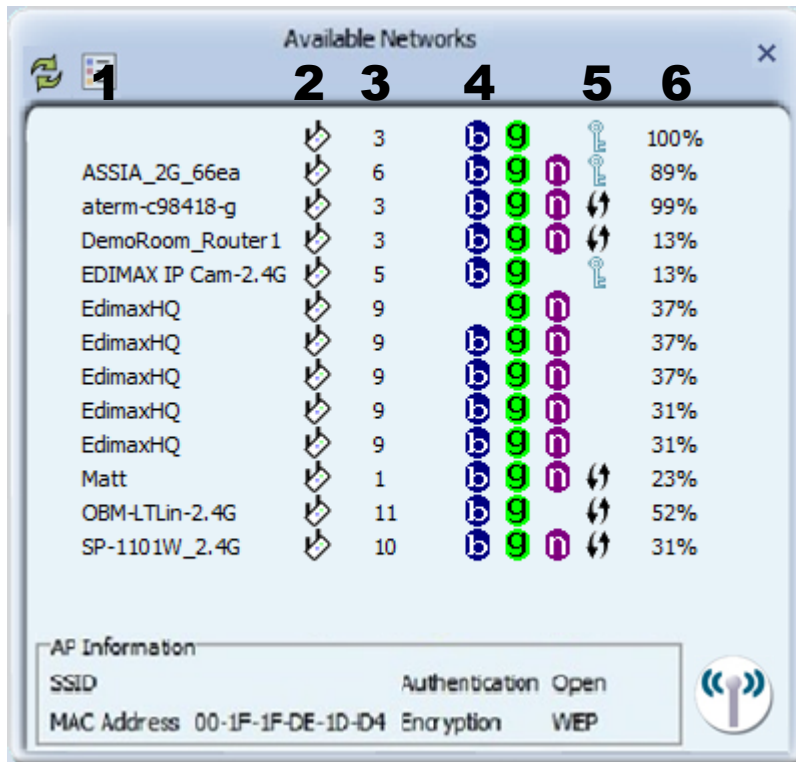 Available Networks
1 2 3 4 5 6
3 b g 100%
ASSIA_2G_66ea 6 b g n 89%
aterm-c98418-g 3 b g n 99%
DemoRoom_Router1 3 b g n 13%
EDIMAX IP Cam-2.4G 5 b g 13%
EdimaxHQ 9 g n 37%
EdimaxHQ 9 b g n 37%
EdimaxHQ 9 b g n 37%
EdimaxHQ 9 b g n 31%
EdimaxHQ 9 b g n 31%
Matt 1 b g n 23%
OBM-LTLin-2.4G 11 b g 52%
SP-1101W_2.4G 10 b g n 31%
AP Information
SSID Authentication Open
MAC Address 00-1F-1F-DE-1D-D4 Encryption WEP